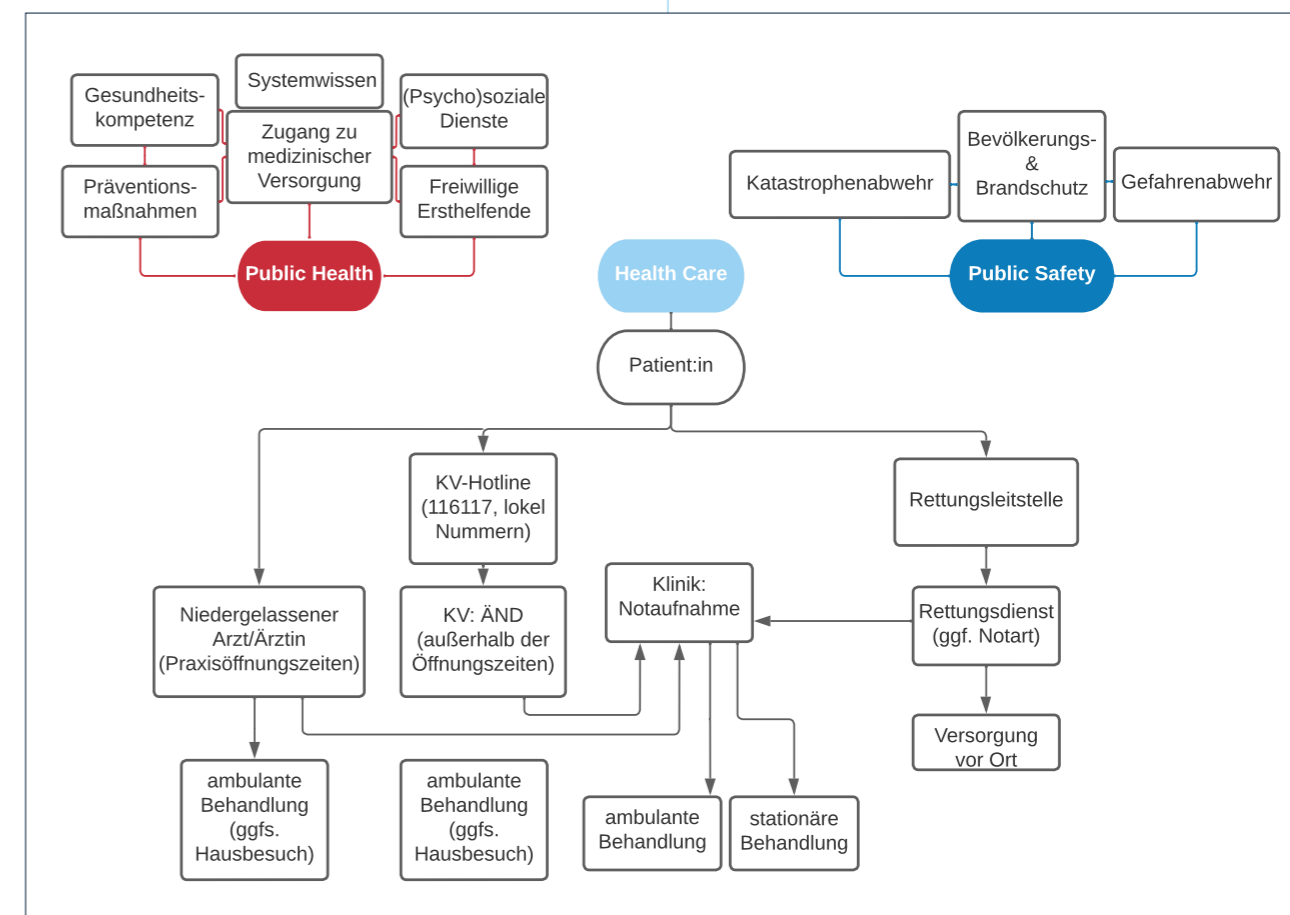 Systemwissen
Gesundheits-
kompetenz
Zugang zu
medizinischer
Versorgung
(Psycho)soziale
Dienste
Präventions-
maßnahmen
Freiwillige
Ersthelfende
Public Health
Katastrophenabwehr
Bevölkerungs-
&
Brandschutz
Gefahrenabwehr
Health Care
Public Safety
Patient:in
KV-Hotline
(116117, lokel
Nummern)
Rettungsleitstelle
Niedergelassener
Arzt/Ärztin
(Praxisöffnungszeiten)
KV: ÄND
(außerhalb der
Öffnungszeiten)
Klinik:
Notaufnahme
Rettungsdienst
(ggf. Notart)
Versorgung
vor Ort
ambulante
Behandlung
(ggfs.
Hausbesuch)
ambulante
Behandlung
(ggfs.
Hausbesuch)
ambulante
Behandlung
stationäre
Behandlung